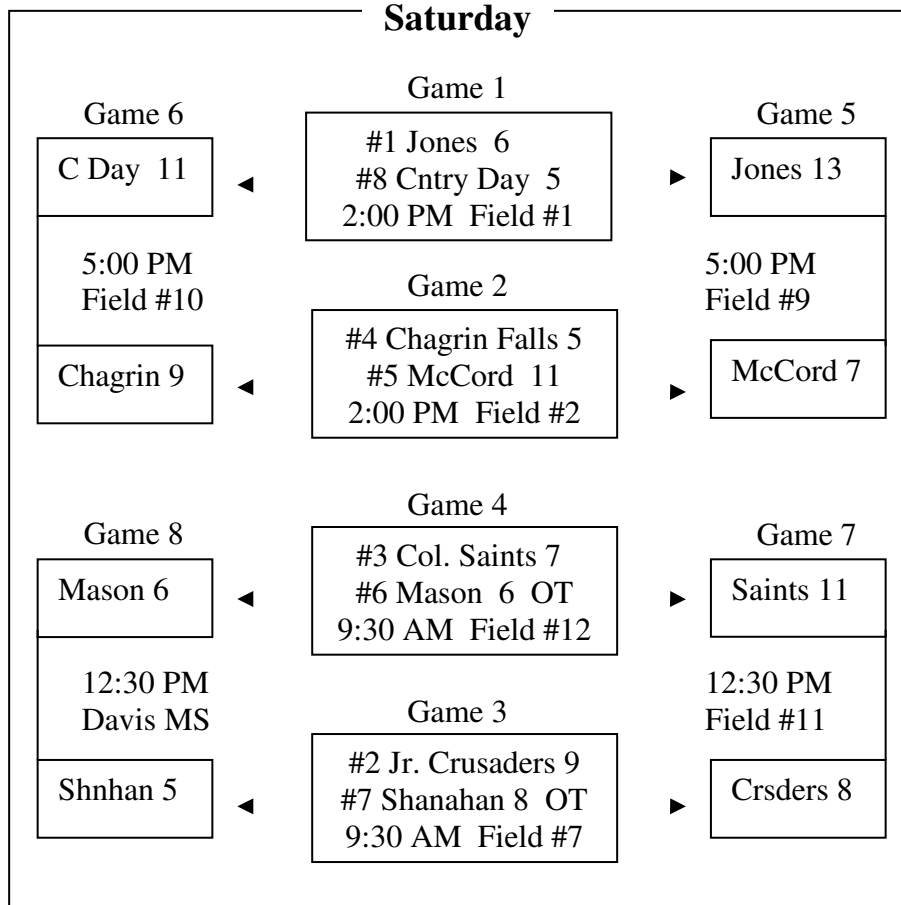 Saturday
Game 1
Game 6
Game 5
#1 Jones 6
#8 Cntry Day 5
2:00 PM Field #1
C Day 11
Jones 13
5:00 PM
Field #10
5:00 PM
Field #9
Game 2
#4 Chagrin Falls 5
#5 McCord 11
2:00 PM Field #2
Chagrin 9
McCord 7
Game 4
Game 8
Game 7
#3 Col. Saints 7
#6 Mason 6 OT
9:30 AM Field #12
Mason 6
Saints 11
12:30 PM
Davis MS
12:30 PM
Field #11
Game 3
#2 Jr. Crusaders 9
#7 Shanahan 8 OT
9:30 AM Field #7
Shnhan 5
Crsders 8